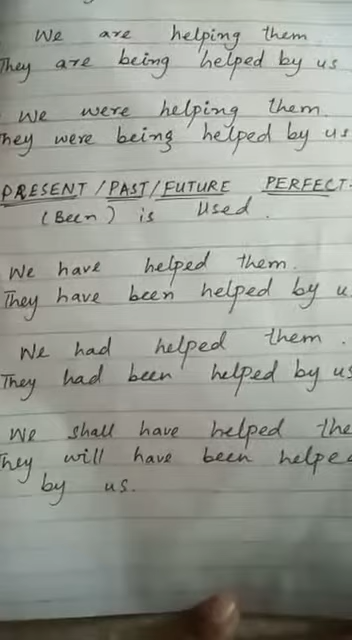 We are helping them
They are being helped by us
We were helping them.
They were being helped by us
PRESENT/PAST/FUTURE PERFECT
(Been) is Used.
We have helped them.
They have been helped by u
We had helped them.
They had been helped by us
We shall have helped the
They will have been helpe
by us.